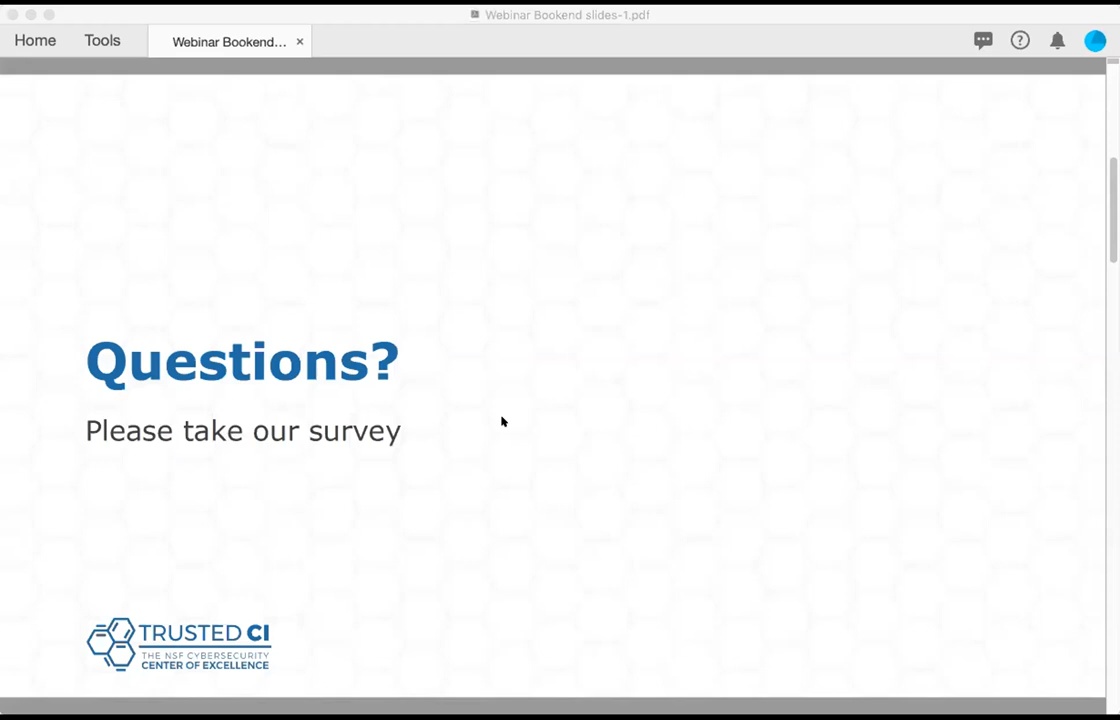 Webinar Bookend slides-1.pdf
Home
Tools
Webinar Bookend... ×
Questions?
Please take our survey
TRUSTED CI
THE NSF CYBERSECURITY
CENTER OF EXCELLENCE